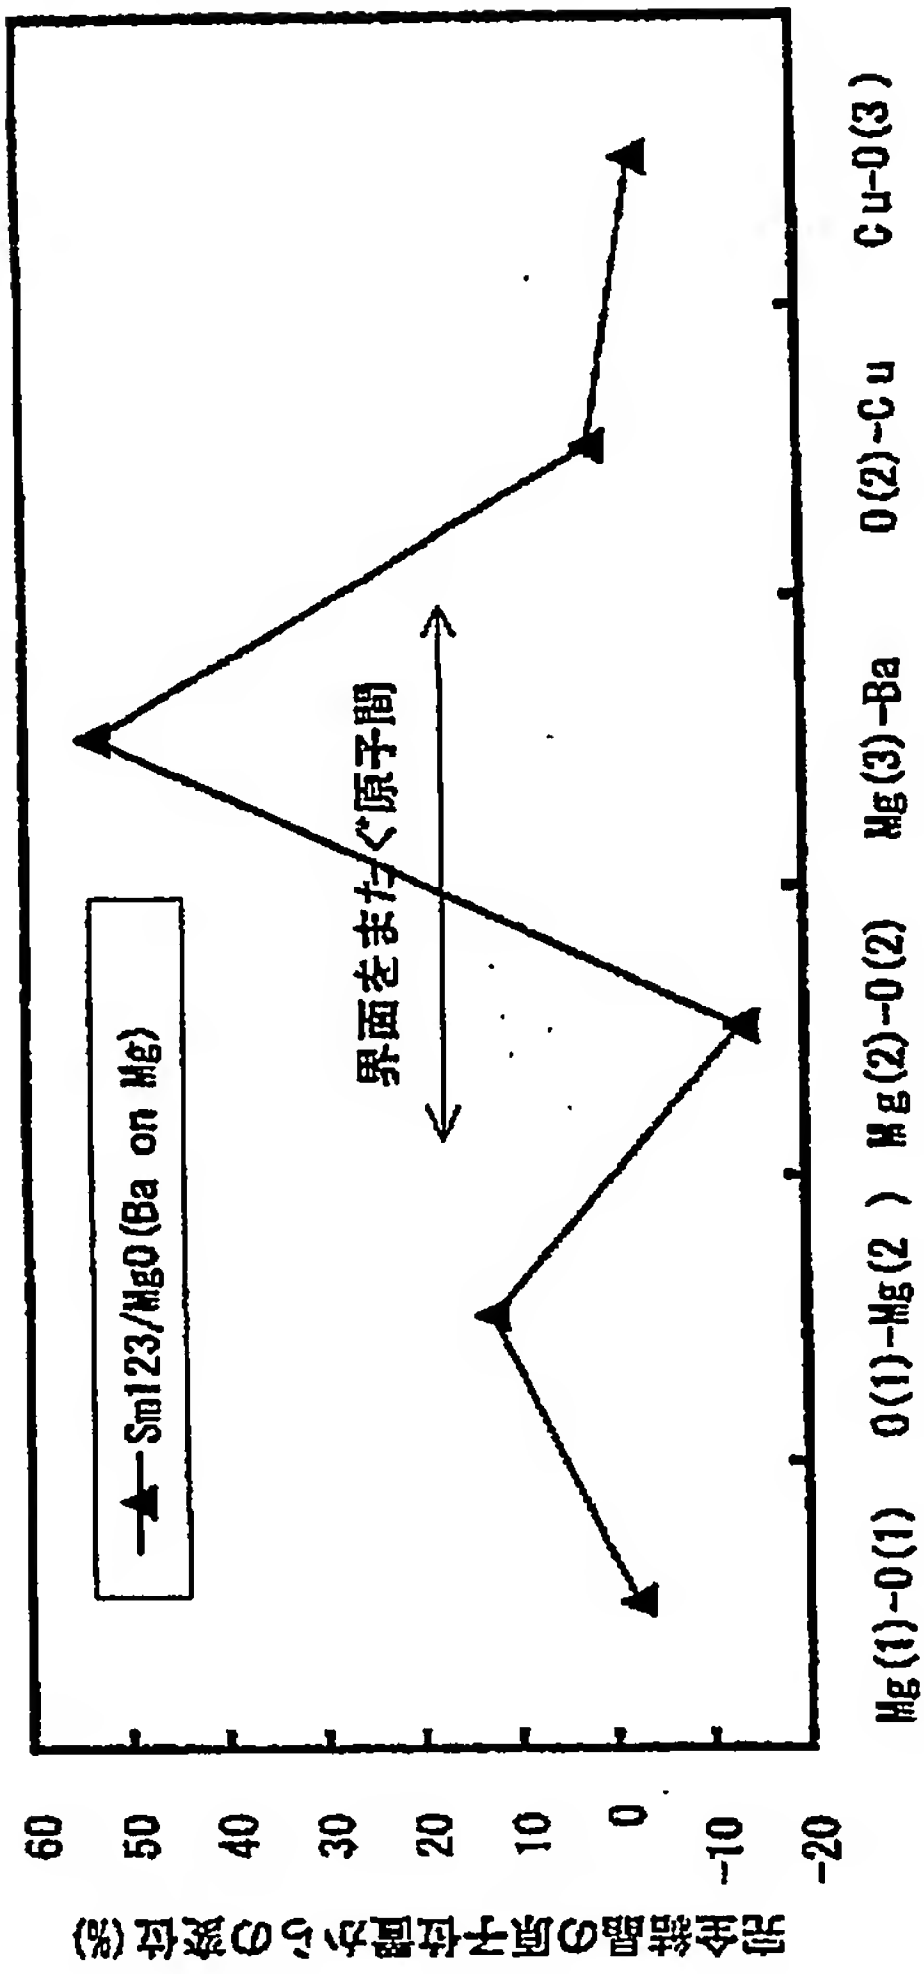 完全結晶の原子位置からの変位(%)
60
50
40
30
20
10
0
-10
-20
Sm123/MgO(Ba on Mg)
界面をまたぐ原子間
Mg(1)-O(1)
O(1)-Mg(2 )
Mg(2)-O(2)
Mg(3)-Ba
O(2)-Cu
Cu-O(3)